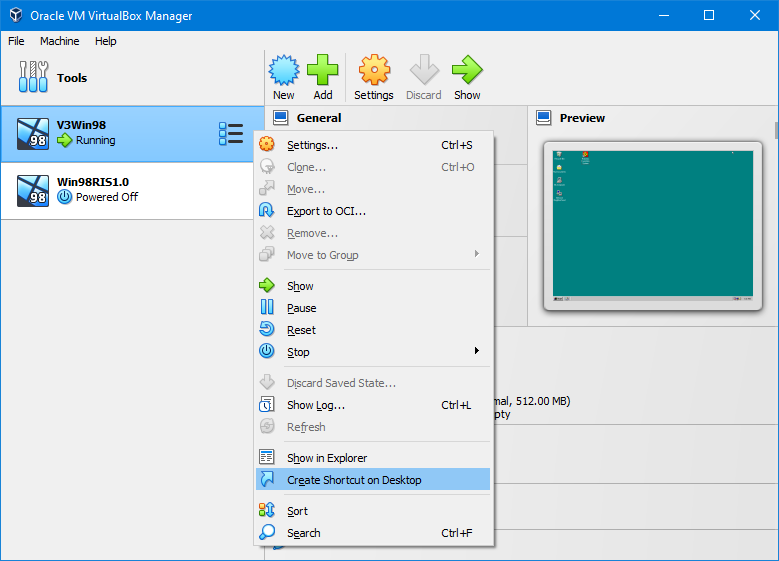 Oracle VM VirtualBox Manager
File Machine Help
Tools
New Add Settings Discard Show
V3Win98
Running
98
Win98RIS1.0
Powered Off
98
General
Preview
Settings... Ctrl+S
Clone... Ctrl+O
Move...
Export to OCI...
Remove...
Move to Group
Show
Pause
Reset
Stop
Discard Saved State...
Show Log... Ctrl+L
Refresh
Show in Explorer
Create Shortcut on Desktop
Sort
Search Ctrl+F
mal, 512.00 MB)
pty